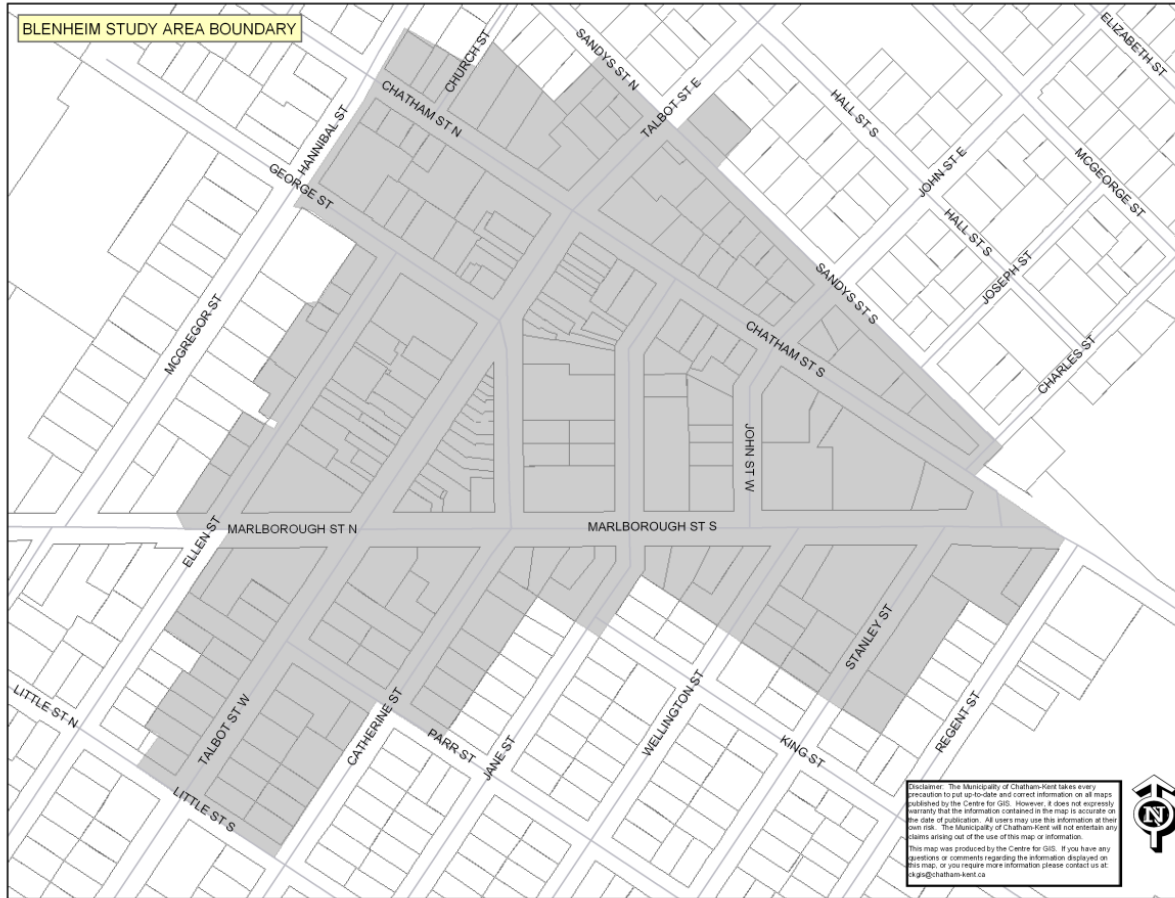 BLENHEIM STUDY AREA BOUNDARY
ELIZABETH ST
SANDYS ST N
CHURCH ST
CHATHAM ST N
TALBOT ST E
HALL ST S
HANNIBAL ST
JOHN ST E
MCGEORGE ST
GEORGE ST
HALL ST S
JOSEPH ST
SANDYS ST S
MCGREGOR ST
CHATHAM ST S
CHARLES ST
JOHN ST W
MARLBOROUGH ST N
MARLBOROUGH ST S
ELLEN ST
STANLEY ST
LITTLE ST N
TALBOT ST W
CATHERINE ST
PARR ST
JANE ST
WELLINGTON ST
KING ST
REGENT ST
LITTLE ST S
Disclaimer: The Municipality of Chatham-Kent takes every
precaution to put up-to-date and correct information on all maps
published by the Centre for GIS. However, it does not expressly
warranty that the information contained in the map is accurate on
the date of publication. All users may use this information at their
own risk. The Municipality of Chatham-Kent will not entertain any
claims arising out of the use of this map or information.
This map was produced by the Centre for GIS. If you have any
questions or comments regarding the information displayed on
this map, or you require more information please contact us at:
ckgis@chatham-kent.ca
N